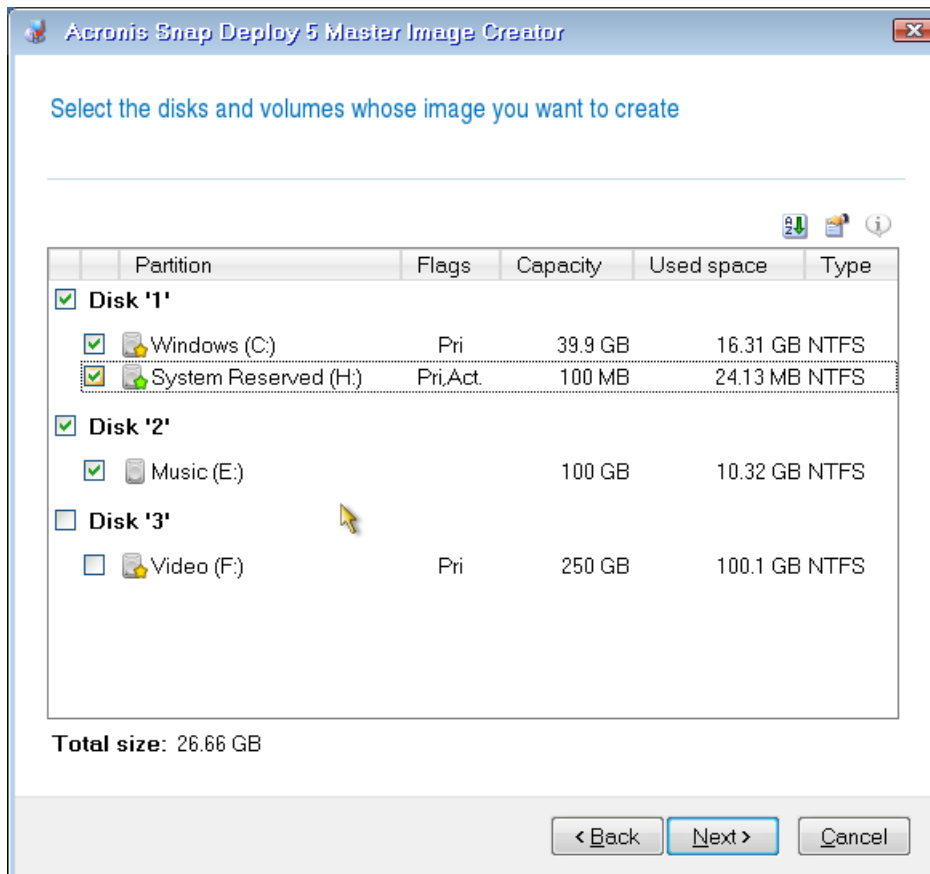 Acronis Snap Deploy 5 Master Image Creator
Select the disks and volumes whose image you want to create
Partition Flags Capacity Used space Type
Disk '1'
Windows (C:) Pri 39.9 GB 16.31 GB NTFS
System Reserved (H:) Pri,Act. 100 MB 24.13 MB NTFS
Disk '2'
Music (E:) 100 GB 10.32 GB NTFS
Disk '3'
Video (F:) Pri 250 GB 100.1 GB NTFS
Total size: 26.66 GB
< Back Next > Cancel